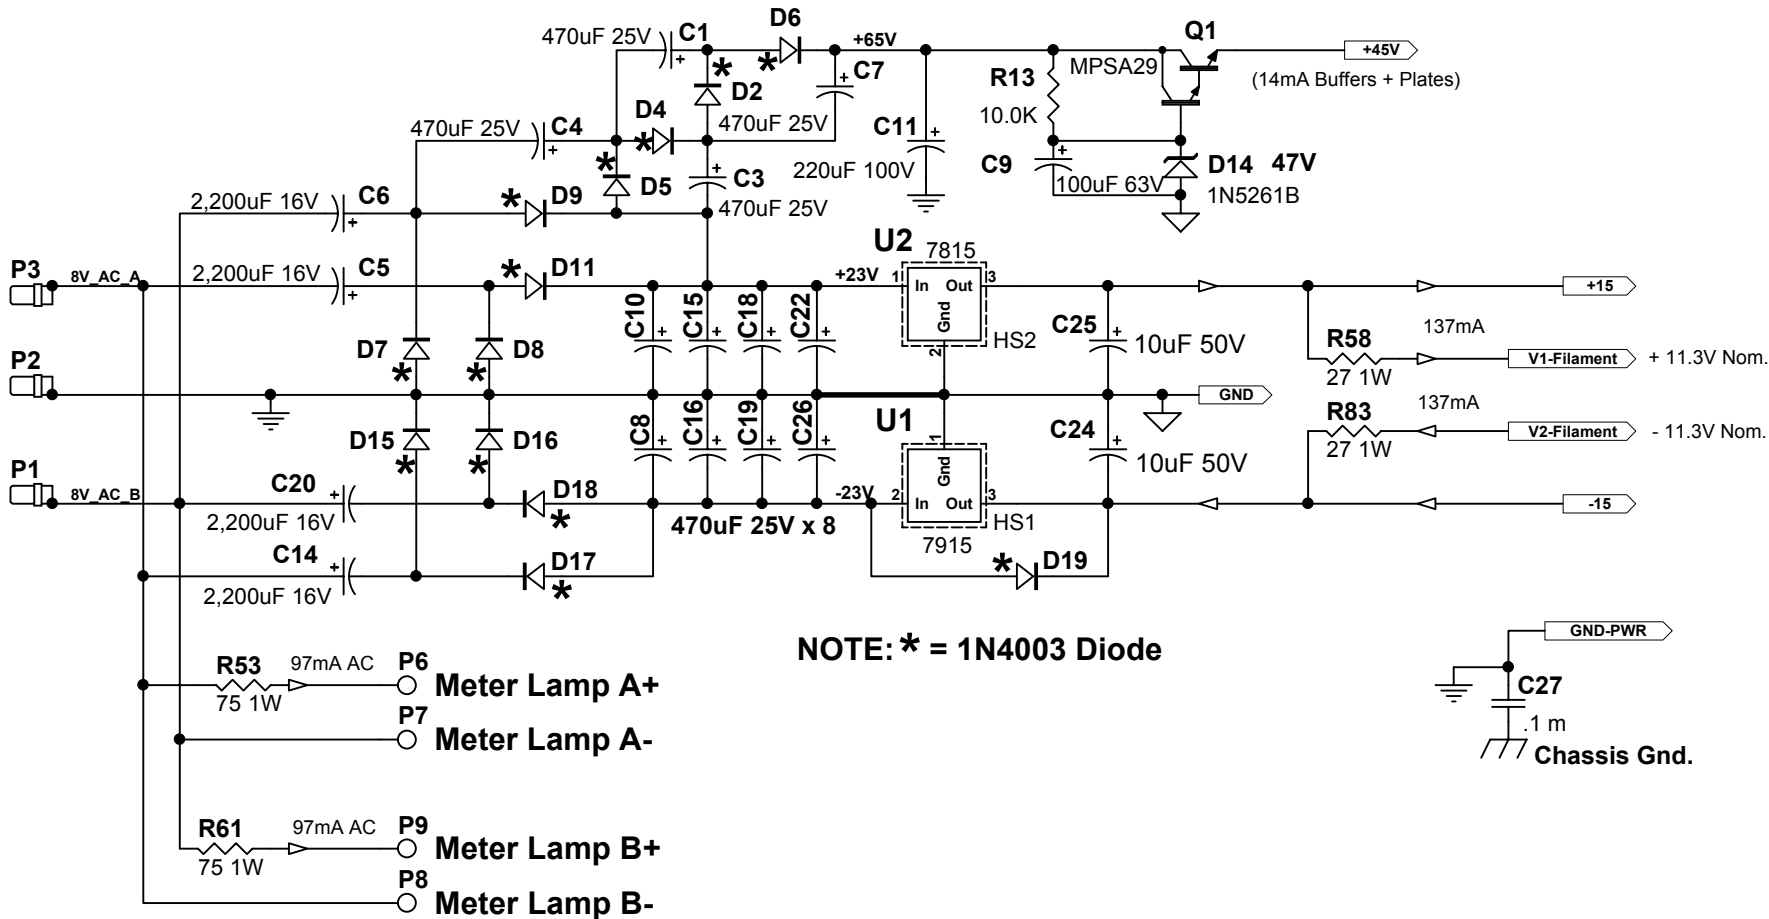 D6
C1
Q1
470uF 25V
+65V
+45V
C7
R13
MPSA29
(14mA Buffers + Plates)
D2
D4
10.0K
470uF 25V
C4
470uF 25V
C11
C9
D14 47V
220uF 100V
100uF 63V
1N5261B
2,200uF 16V
C6
D9
D5
C3
470uF 25V
U2
7815
P3
8V_AC_A
2,200uF 16V
C5
D11
+23V
1
In
Out
3
Gnd
2
HS2
+15
C10
C15
C18
C22
C25
10uF 50V
137mA
R58
27 1W
V1-Filament
+ 11.3V Nom.
D7
D8
P2
GND
U1
137mA
R83
27 1W
V2-Filament
- 11.3V Nom.
D15
D16
C8
C16
C19
C26
C24
10uF 50V
P1
8V_AC_B
C20
2,200uF 16V
D18
-23V
1
Gnd
2
In
Out
3
HS1
7915
-15
470uF 25V x 8
C14
2,200uF 16V
D17
D19
NOTE: * = 1N4003 Diode
GND-PWR
C27
.1 m
Chassis Gnd.
R53
75 1W
97mA AC
P6
Meter Lamp A+
P7
Meter Lamp A-
R61
75 1W
97mA AC
P9
Meter Lamp B+
P8
Meter Lamp B-